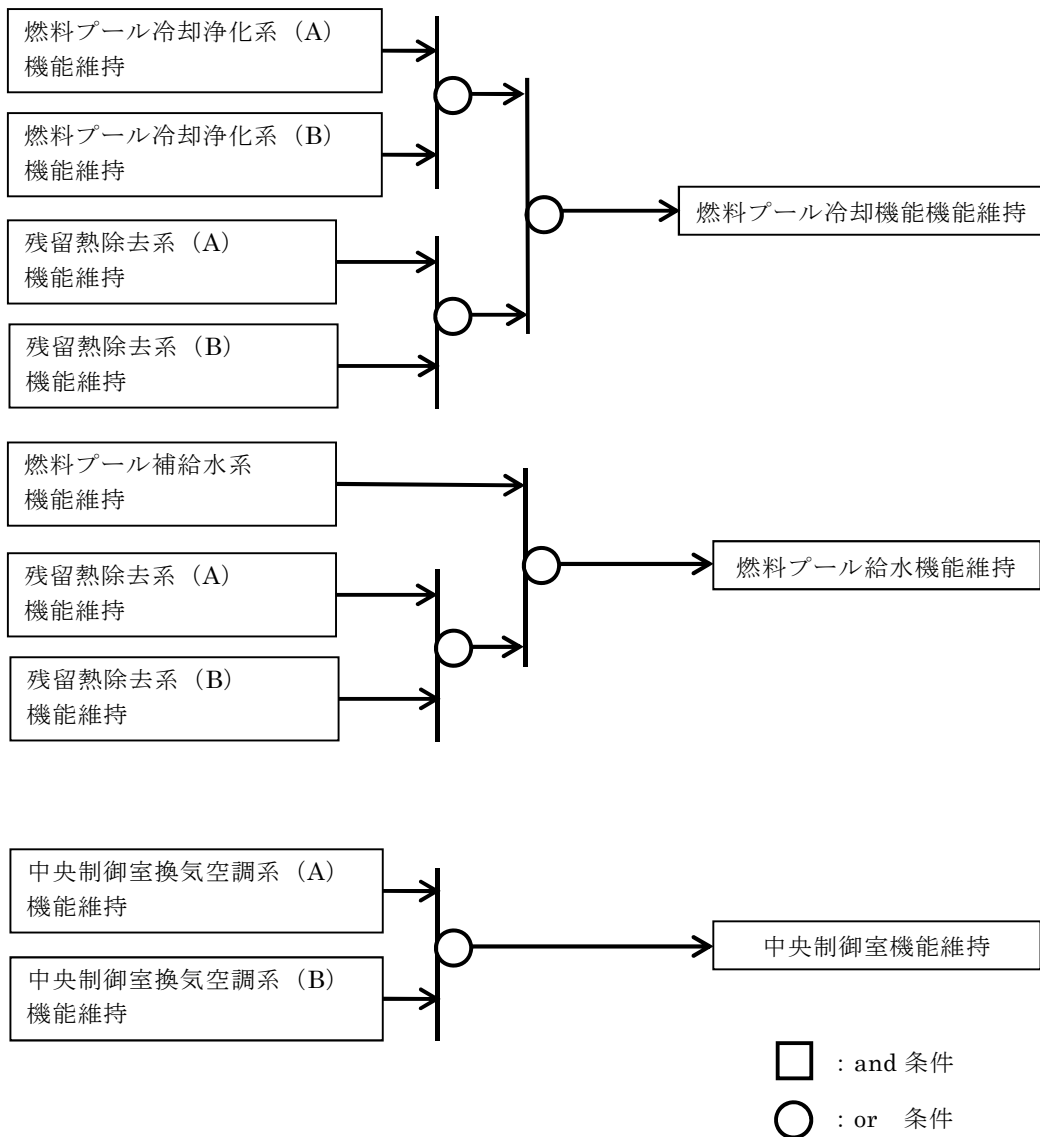 燃料プール冷却浄化系（A）
機能維持
燃料プール冷却浄化系（B）
機能維持
残留熱除去系（A）
機能維持
残留熱除去系（B）
機能維持
燃料プール冷却機能機能維持
燃料プール補給水系
機能維持
残留熱除去系（A）
機能維持
残留熱除去系（B）
機能維持
燃料プール給水機能維持
中央制御室換気空調系（A）
機能維持
中央制御室換気空調系（B）
機能維持
中央制御室機能維持
：and 条件
：or　条件